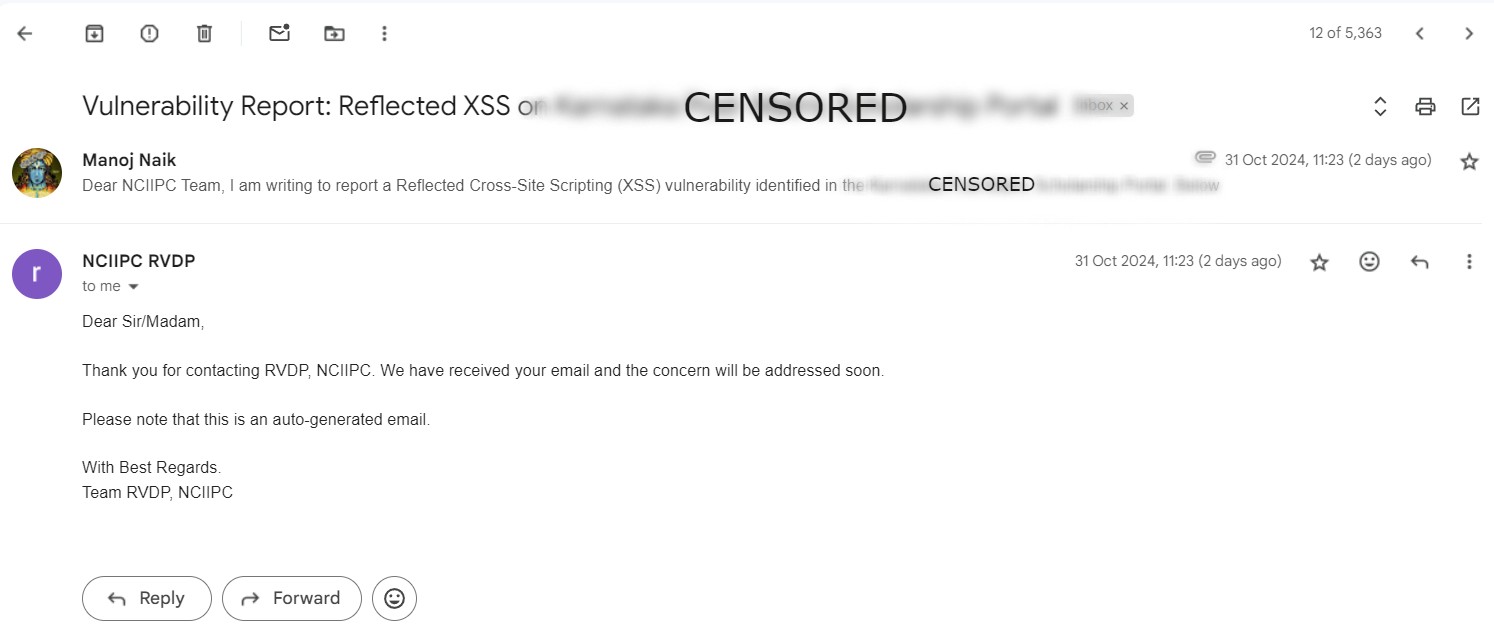 12 of 5,363
Vulnerability Report: Reflected XSS on CENSORED Inbox ×
Manoj Naik 31 Oct 2024, 11:23 (2 days ago)
Dear NCIIPC Team, I am writing to report a Reflected Cross-Site Scripting (XSS) vulnerability identified in the CENSORED
r
NCIIPC RVDP 31 Oct 2024, 11:23 (2 days ago)
to me
Dear Sir/Madam,
Thank you for contacting RVDP, NCIIPC. We have received your email and the concern will be addressed soon.
Please note that this is an auto-generated email.
With Best Regards.
Team RVDP, NCIIPC
Reply Forward